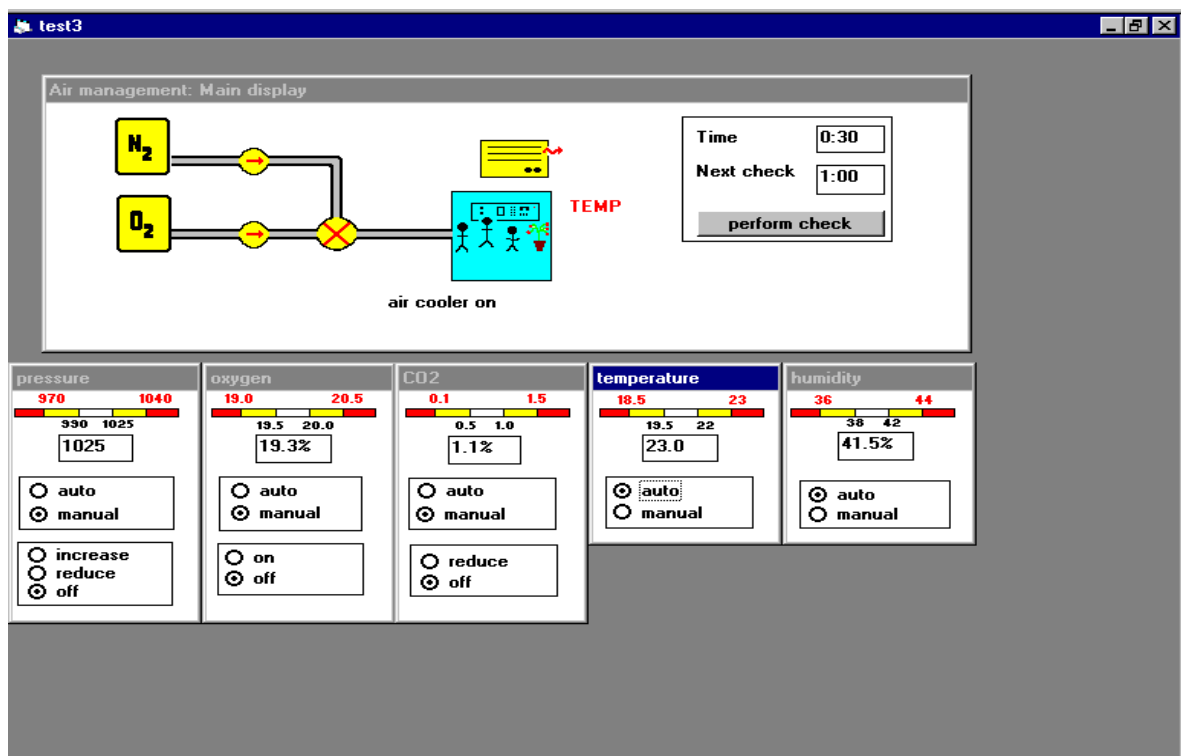 test3
Air management: Main display
N2
O2
TEMP
air cooler on
Time 0:30
Next check 1:00
perform check
pressure
970 1040
990 1025
1025
auto
manual
increase
reduce
off
oxygen
19.0 20.5
19.5 20.0
19.3%
auto
manual
on
off
CO2
0.1 1.5
0.5 1.0
1.1%
auto
manual
reduce
off
temperature
18.5 23
19.5 22
23.0
auto
manual
humidity
36 44
38 42
41.5%
auto
manual